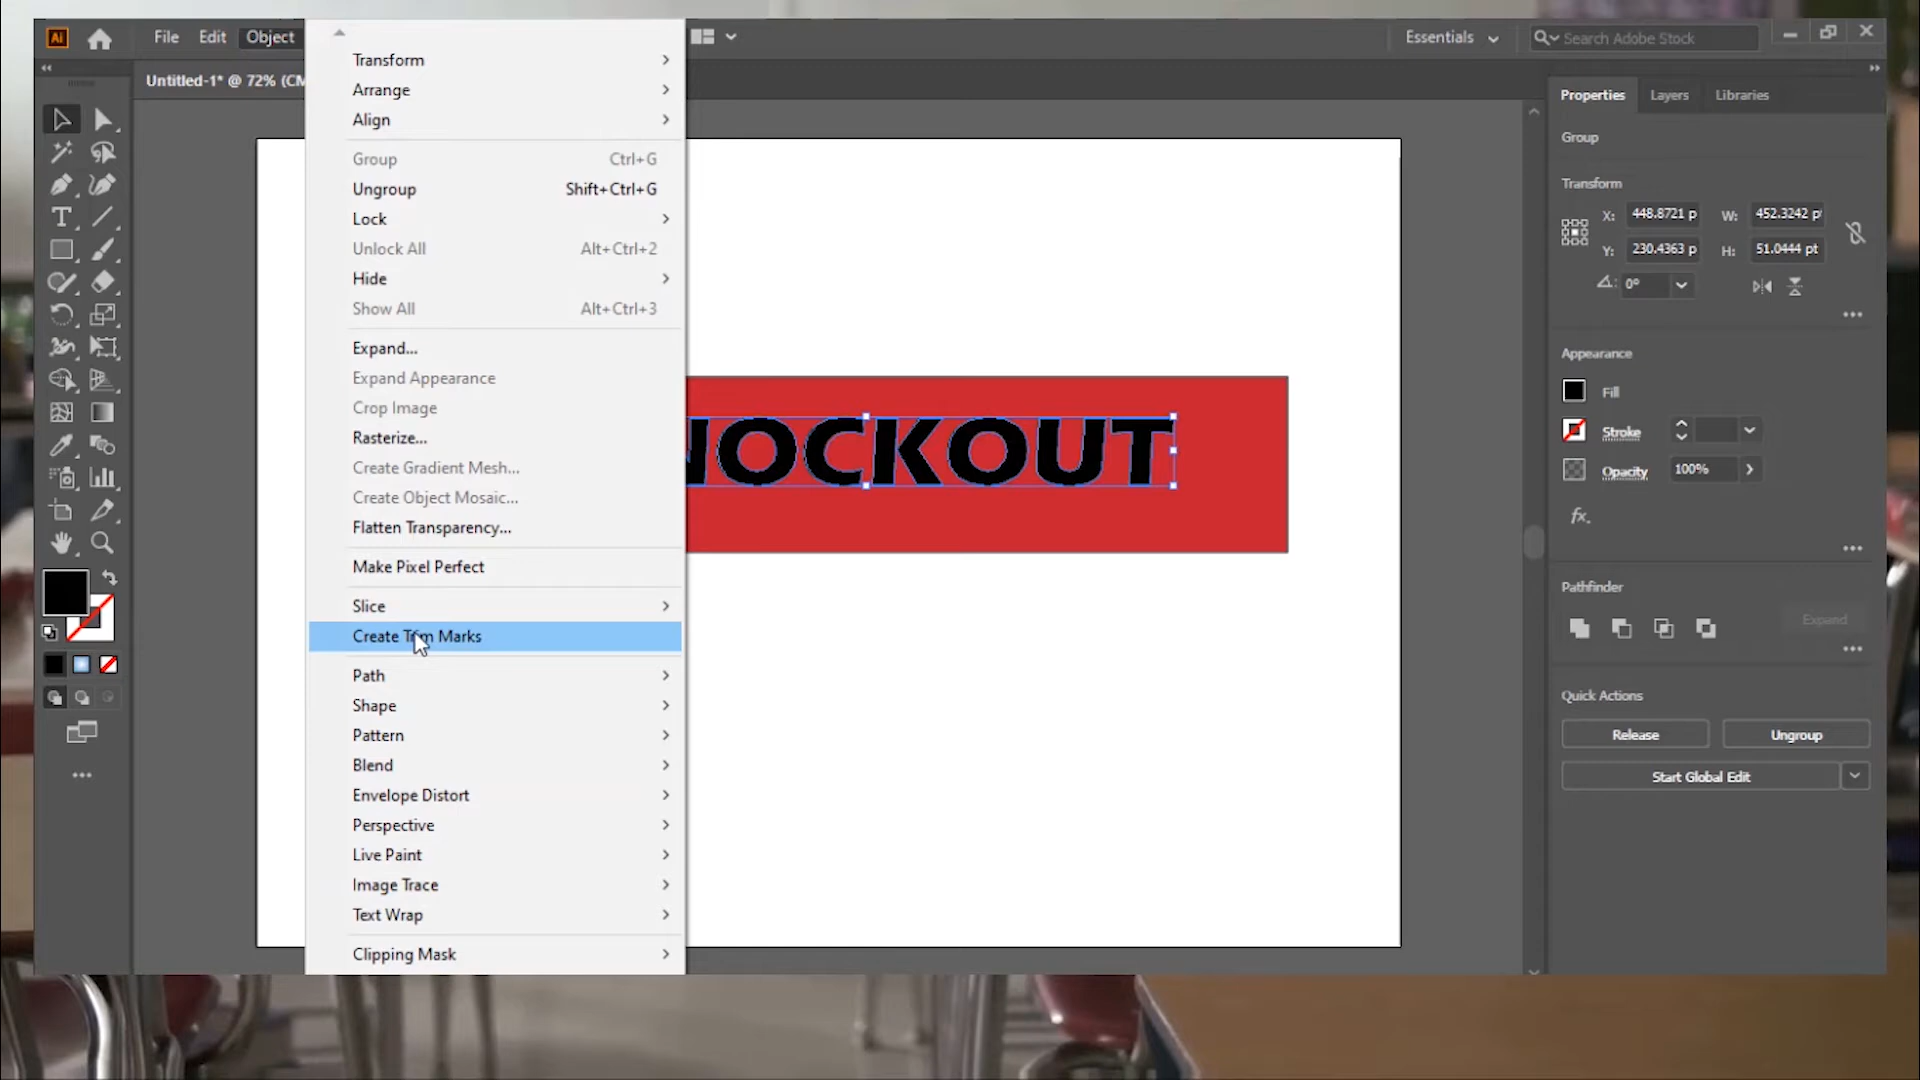 Ai File Edit Object Essentials Search Adobe Stock
Untitled-1* @ 72% (CM
Transform
Arrange
Align
Group Ctrl+G
Ungroup Shift+Ctrl+G
Lock
Unlock All Alt+Ctrl+2
Hide
Show All Alt+Ctrl+3
Expand...
Expand Appearance
Crop Image
Rasterize...
Create Gradient Mesh...
Create Object Mosaic...
Flatten Transparency...
Make Pixel Perfect
Slice
Create Trim Marks
Path
Shape
Pattern
Blend
Envelope Distort
Perspective
Live Paint
Image Trace
Text Wrap
Clipping Mask
NOCKOUT
Properties Layers Libraries
Group
Transform
X: 448.8721 p W: 452.3242 p
Y: 230.4363 p H: 51.0444 pt
0°
Appearance
Fill
Stroke
Opacity 100%
fx.
Pathfinder
Expand
Quick Actions
Release Ungroup
Start Global Edit